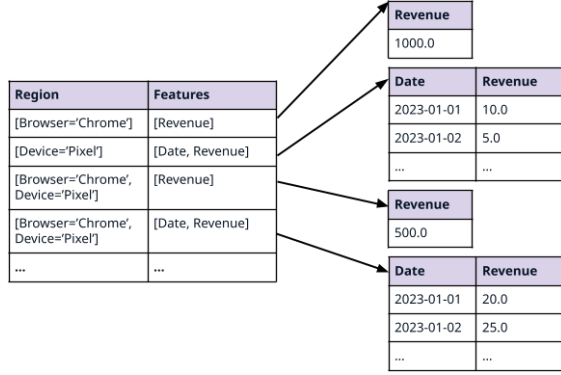 Region Features
[Browser=‘Chrome’] [Revenue]
[Device=‘Pixel’] [Date, Revenue]
[Browser=‘Chrome’, [Revenue]
Device=‘Pixel’]
[Browser=‘Chrome’, [Date, Revenue]
Device=‘Pixel’]
... ...
Revenue
1000.0
Date Revenue
2023-01-01 10.0
2023-01-02 5.0
... ...
Revenue
500.0
Date Revenue
2023-01-01 20.0
2023-01-02 25.0
... ...